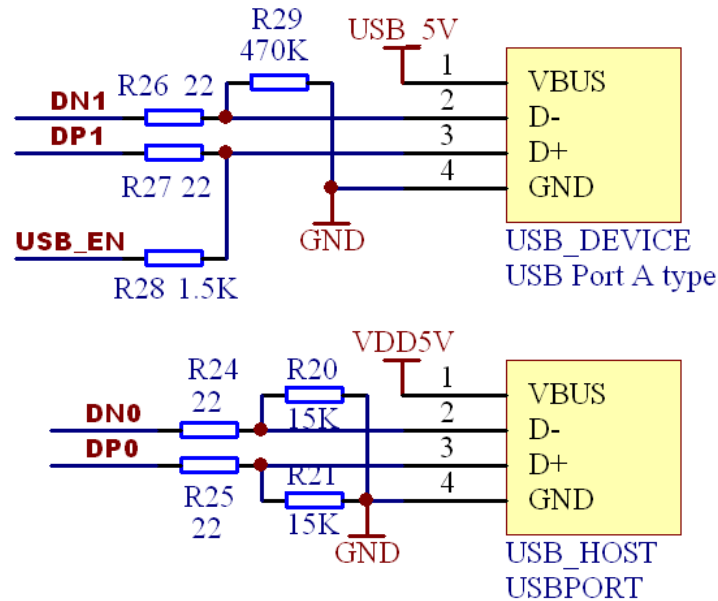 R29
470K
USB_5V
R26 22
1
VBUS
DN1
2
D-
DP1
3
D+
R27 22
4
GND
USB_EN
GND
USB_DEVICE
R28 1.5K
USB Port A type
VDD5V
R24
R20
1
VBUS
22
15K
DN0
2
D-
DP0
3
D+
R25
R21
4
GND
22
15K
GND
USB_HOST
USBPORT